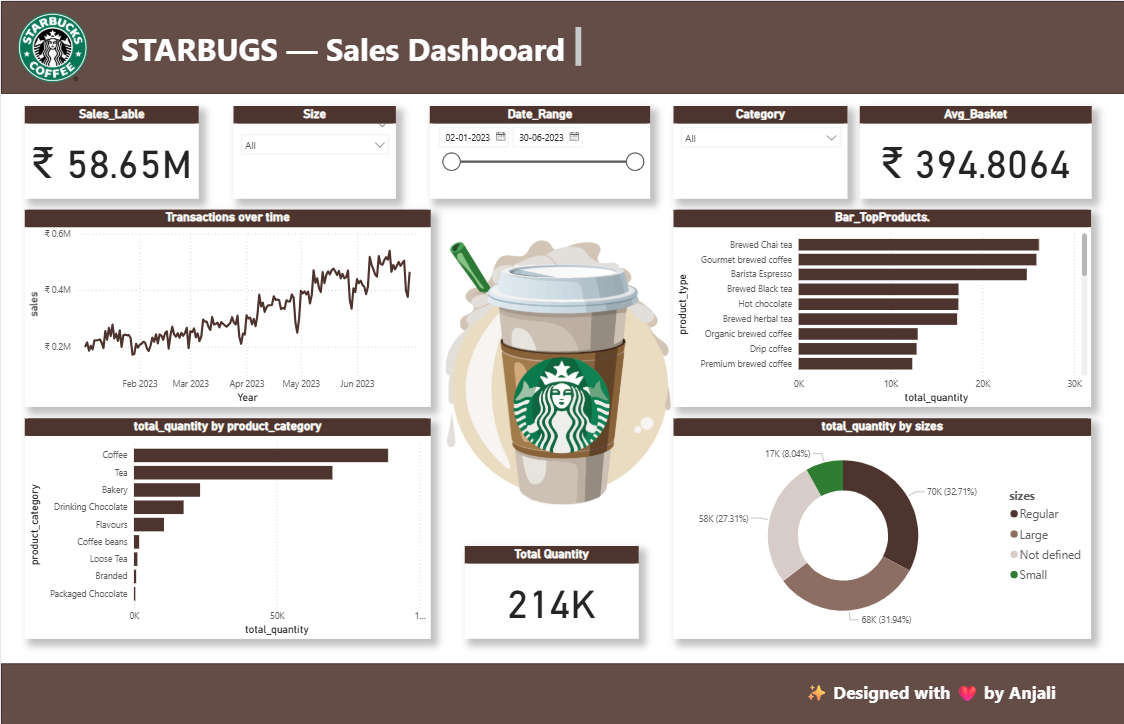 STARBUCKS
COFFEE
STARBUGS — Sales Dashboard
Sales_Lable
₹ 58.65M
Size
All
Date_Range
02-01-2023 30-06-2023
Category
All
Avg_Basket
₹ 394.8064
Transactions over time
sales
₹ 0.6M
₹ 0.4M
₹ 0.2M
Feb 2023 Mar 2023 Apr 2023 May 2023 Jun 2023
Year
Bar_TopProducts.
product_type
Brewed Chai tea
Gourmet brewed coffee
Barista Espresso
Brewed Black tea
Hot chocolate
Brewed herbal tea
Organic brewed coffee
Drip coffee
Premium brewed coffee
0K 10K 20K 30K
total_quantity
total_quantity by product_category
product_category
Coffee
Tea
Bakery
Drinking Chocolate
Flavours
Coffee beans
Loose Tea
Branded
Packaged Chocolate
0K 50K 1...
total_quantity
Total Quantity
214K
total_quantity by sizes
17K (8.04%)
70K (32.71%)
58K (27.31%)
68K (31.94%)
sizes
Regular
Large
Not defined
Small
✨ Designed with ❤️ by Anjali